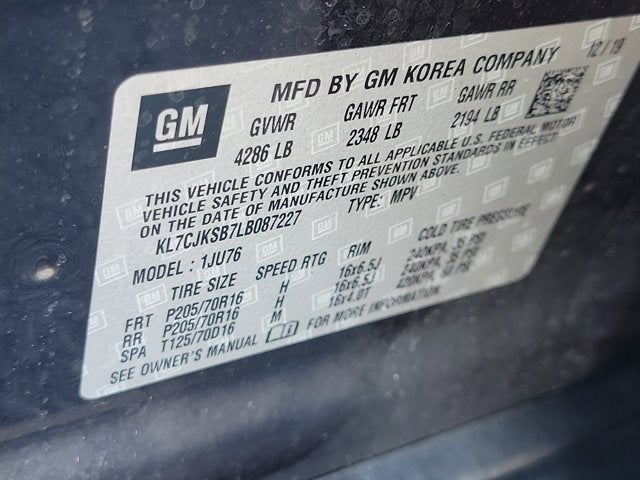 GM
MFD BY GM KOREA COMPANY 12/19
GVWR GAWR FRT GAWR RR
4286 LB 2348 LB 2194 LB
THIS VEHICLE CONFORMS TO ALL APPLICABLE U.S. FEDERAL MOTOR
VEHICLE SAFETY AND THEFT PREVENTION STANDARDS IN EFFECT
ON THE DATE OF MANUFACTURE SHOWN ABOVE.
KL7CJKSB7LB087227 TYPE: MPV
MODEL : 1JU76
TIRE SIZE SPEED RTG RIM COLD TIRE PRESSURE
FRT P205/70R16 H 16x6.5J 240KPA, 35 PSI
RR P205/70R16 H 16x6.5J 240KPA, 35 PSI
SPA T125/70D16 M 16x4.0T 420KPA, 60 PSI
SEE OWNER'S MANUAL FOR MORE INFORMATION.